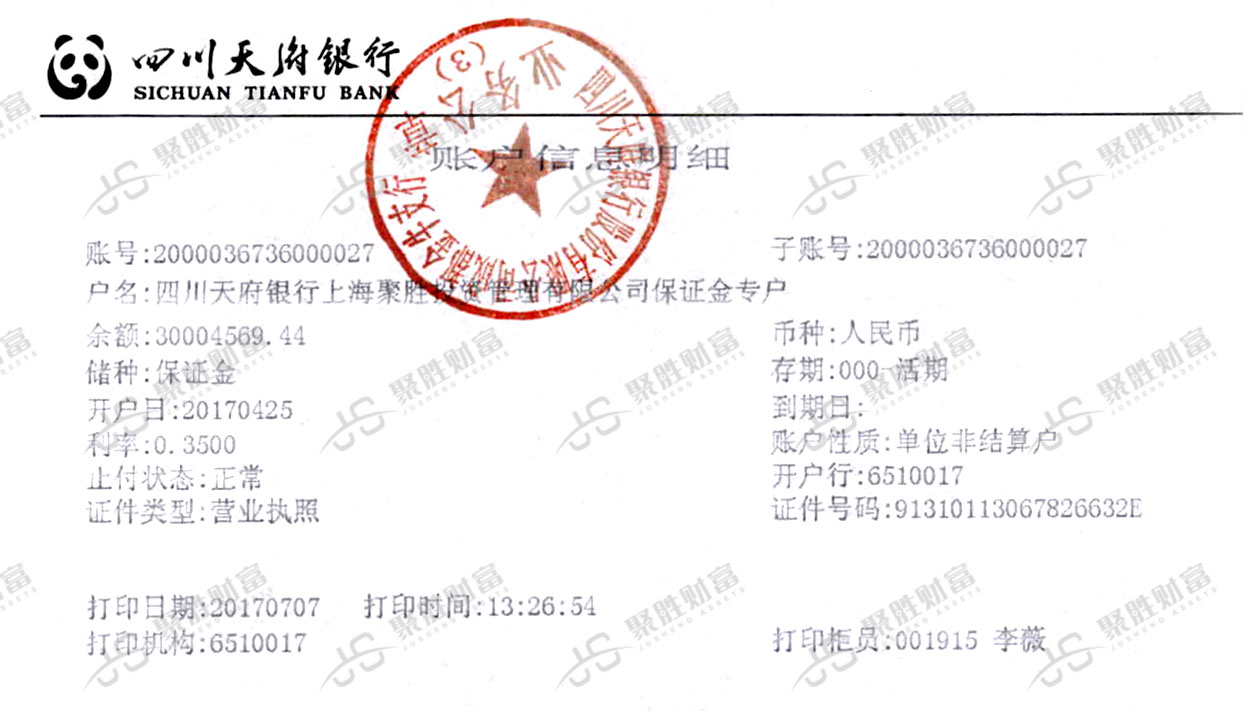 四川天府银行
SICHUAN TIANFU BANK
账户信息明细
四川天府银行股份有限公司成都金牛支行
业务公章
(3)
账号:2000036736000027 子账号:2000036736000027
户名:四川天府银行上海聚胜投资管理有限公司保证金专户
余额:30004569.44 币种:人民币
储种:保证金 存期:000-活期
开户日:20170425 到期日:
利率:0.3500 账户性质:单位非结算户
止付状态:正常 开户行:6510017
证件类型:营业执照 证件号码:91310113067826632E
打印日期:20170707 打印时间:13:26:54
打印机构:6510017 打印柜员:001915 李薇
聚胜财富
JUSHENG ASSETS